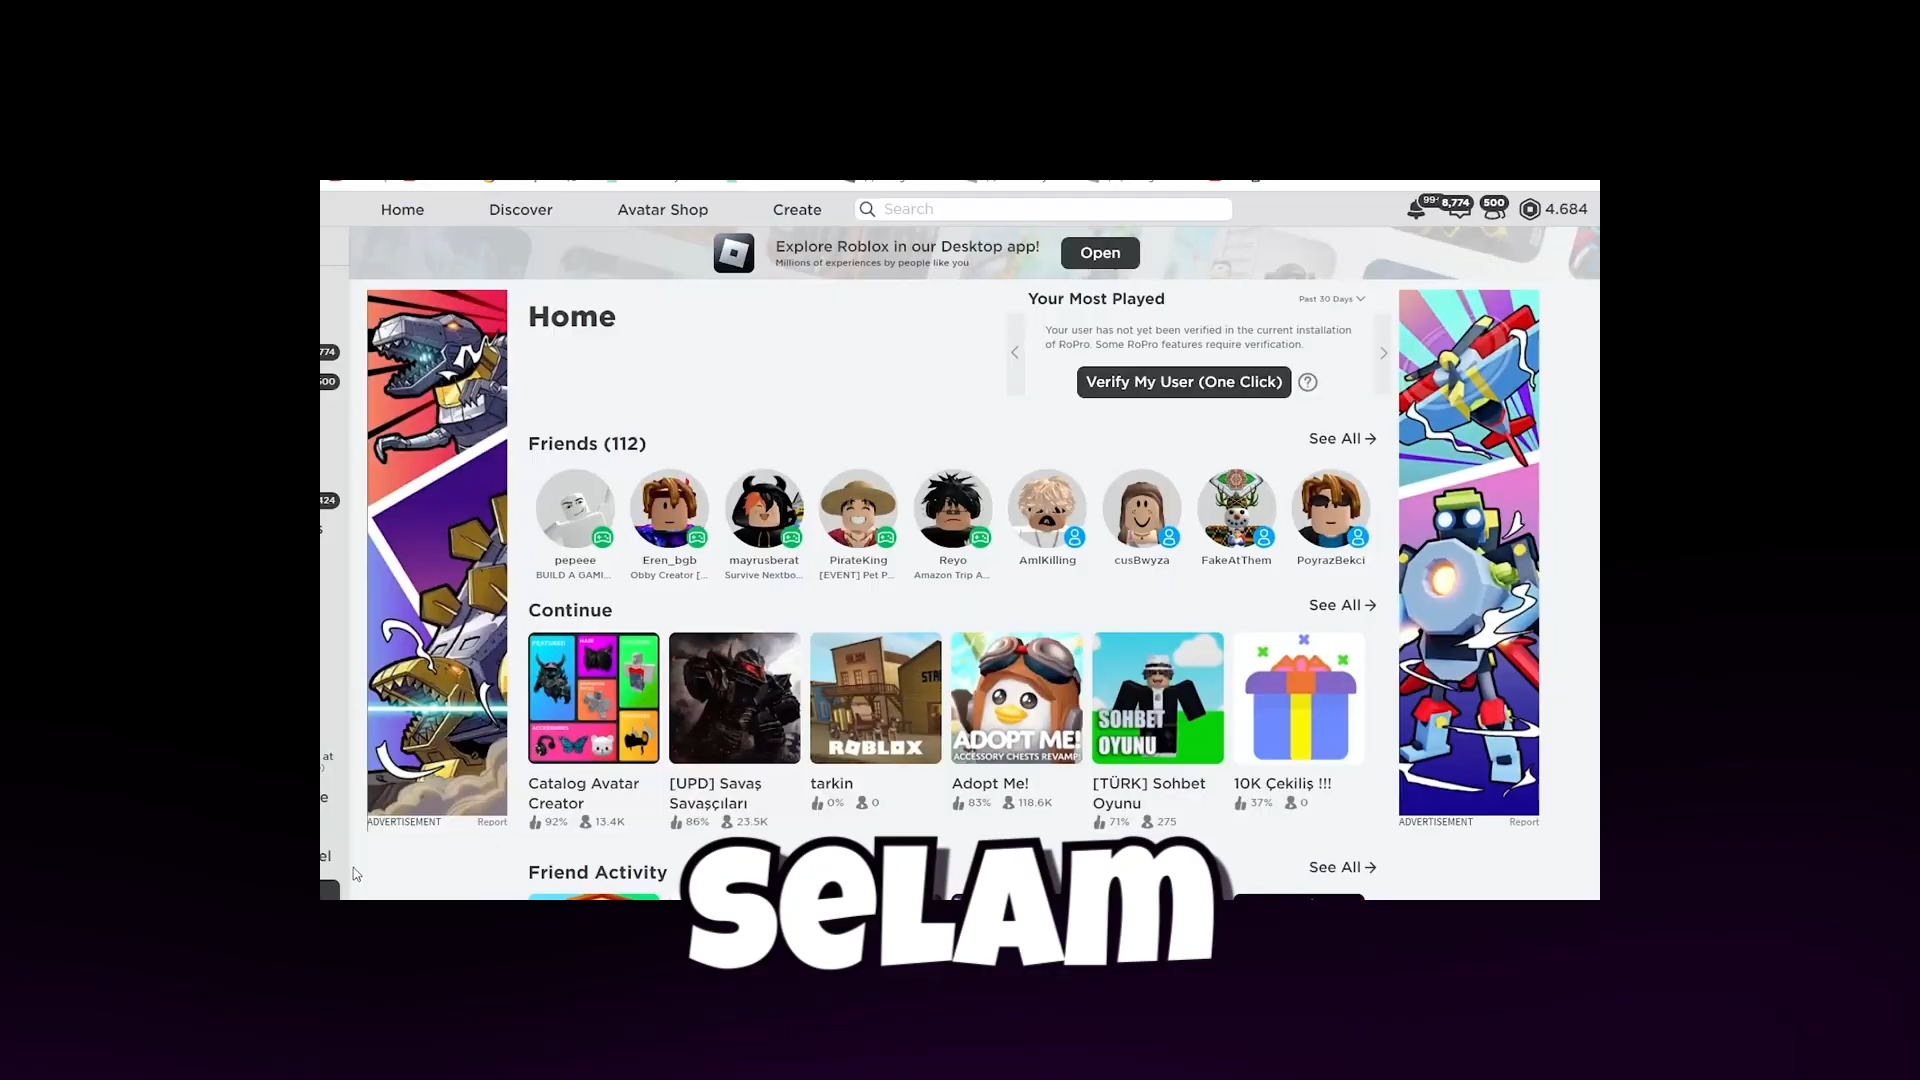 Home Discover Avatar Shop Create Search 99+ 8,774 500 4.684
Explore Roblox in our Desktop app!
Millions of experiences by people like you
Open
Home
Your Most Played
Past 30 Days
Your user has not yet been verified in the current installation
of RoPro. Some RoPro features require verification.
Verify My User (One Click) ?
774
500
424
Friends (112)
See All
pepeee Eren_bgb mayrusberat PirateKing Reyo AmlKilling cusBwyza FakeAtThem PoyrazBekci
BUILD A GAMI... Obby Creator [... Survive Nextbo... [EVENT] Pet P... Amazon Trip A...
Continue
See All
FEATURED
ROBLOX
ADOPT ME!
ACCESSORY CHESTS REVAMP!
SOHBET
OYUNU
Catalog Avatar
Creator
92% 13.4K
[UPD] Savaş
Savaşçıları
86% 23.5K
tarkin
0% 0
Adopt Me!
83% 118.6K
[TÜRK] Sohbet
Oyunu
71% 275
10K Çekiliş !!!
37% 0
ADVERTISEMENT Report
ADVERTISEMENT Report
Friend Activity
See All
SELAM